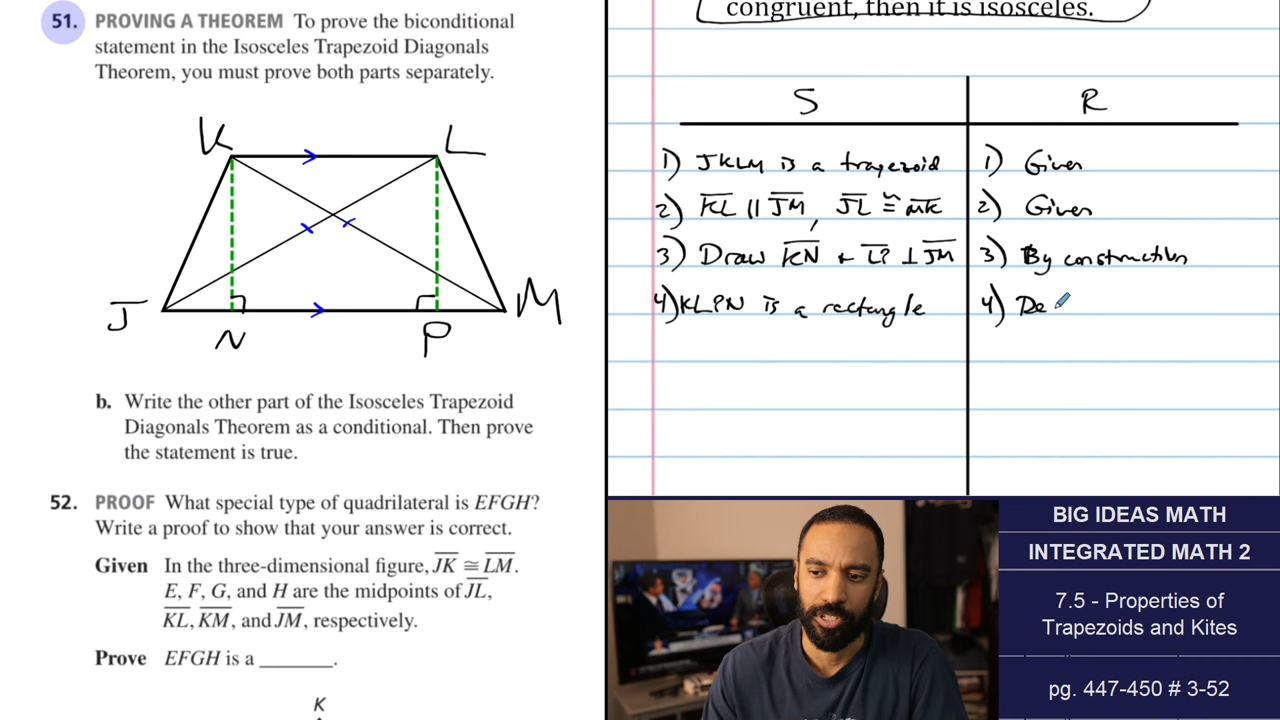 51. PROVING A THEOREM To prove the biconditional
statement in the Isosceles Trapezoid Diagonals
Theorem, you must prove both parts separately.
K L
J M
N P
b. Write the other part of the Isosceles Trapezoid
Diagonals Theorem as a conditional. Then prove
the statement is true.
52. PROOF What special type of quadrilateral is EFGH?
Write a proof to show that your answer is correct.
Given In the three-dimensional figure, JK ≅ LM.
E, F, G, and H are the midpoints of JL,
KL, KM, and JM, respectively.
Prove EFGH is a _______.
K
congruent, then it is isosceles.
S R
1) JKLM is a trapezoid 1) Given
2) KL || JM, JL ≅ MK 2) Given
3) Draw KN + LP ⊥ JM 3) By construction
4) KLPN is a rectangle 4) De
BIG IDEAS MATH
INTEGRATED MATH 2
7.5 - Properties of
Trapezoids and Kites
pg. 447-450 # 3-52